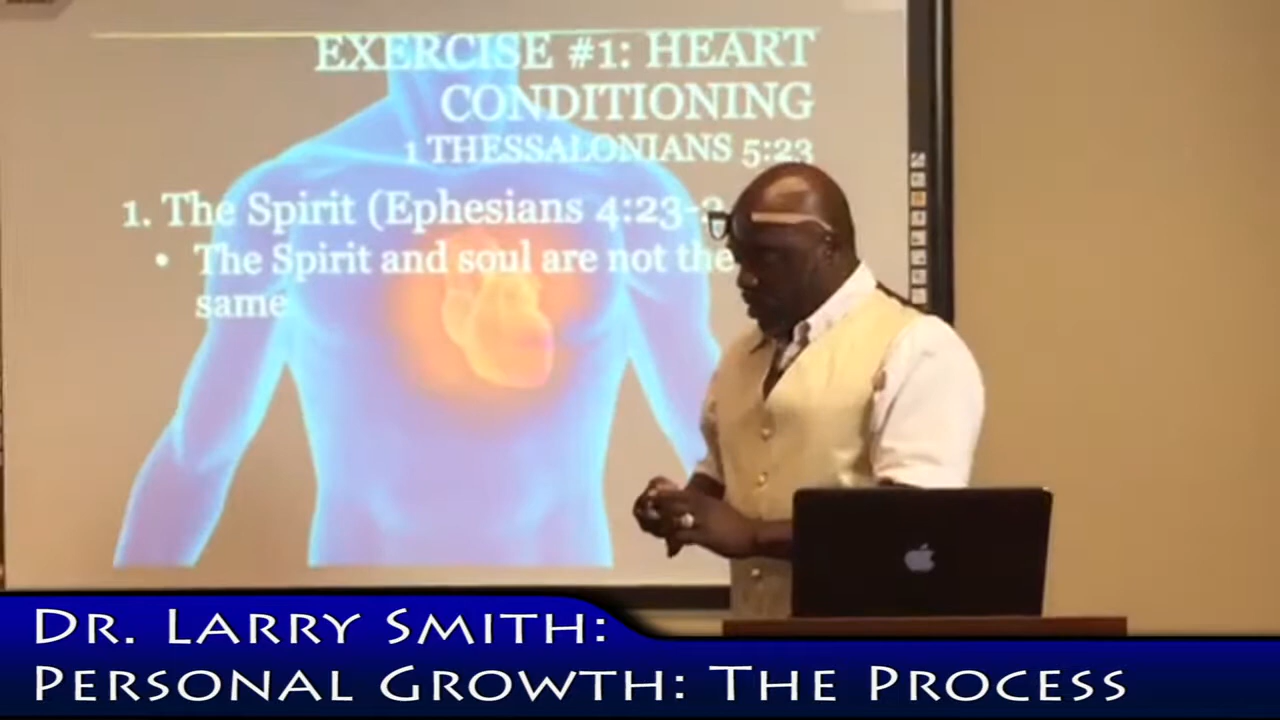 EXERCISE #1: HEART
CONDITIONING
1 THESSALONIANS 5:23
1. The Spirit (Ephesians 4:23-2
• The Spirit and soul are not the
same
DR. LARRY SMITH:
PERSONAL GROWTH: THE PROCESS